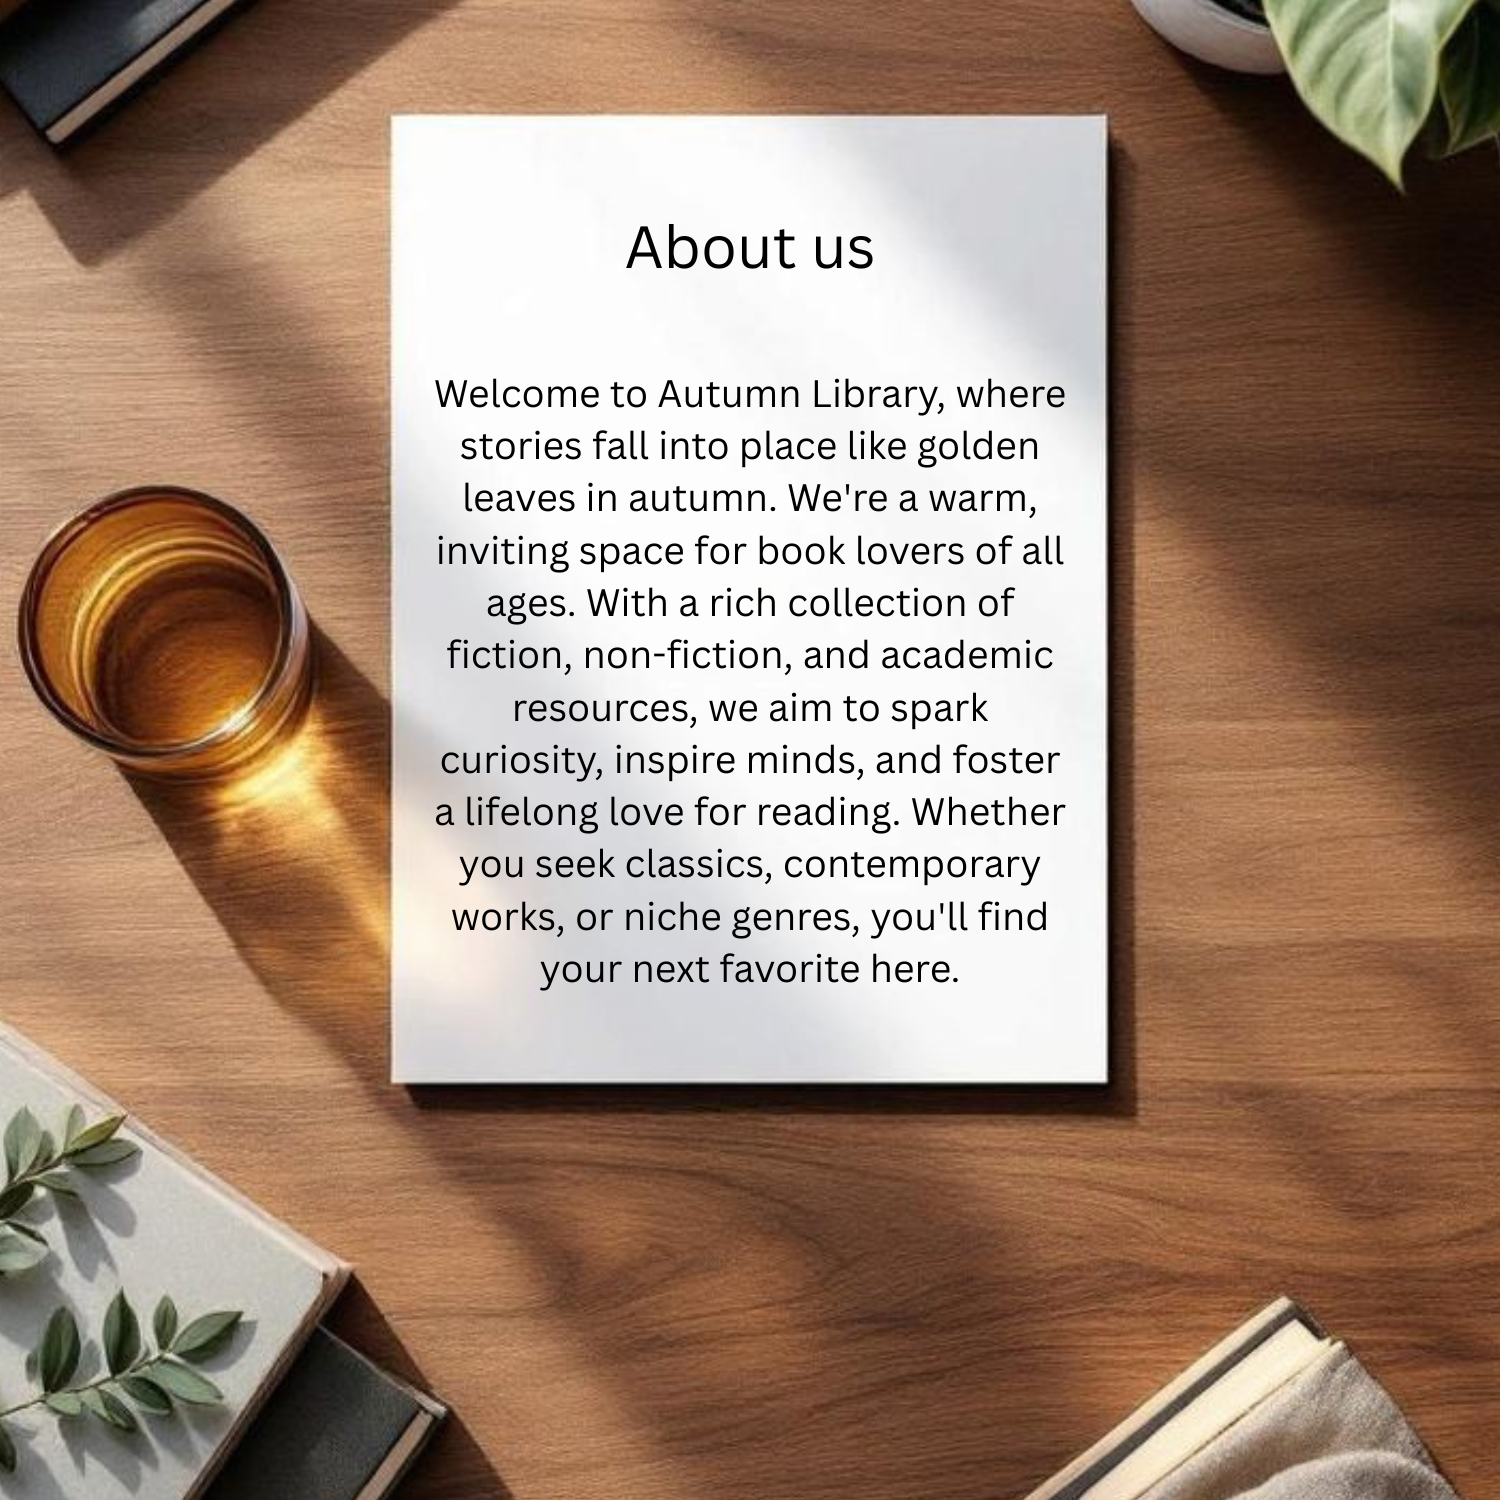 About us
Welcome to Autumn Library, where
stories fall into place like golden
leaves in autumn. We're a warm,
inviting space for book lovers of all
ages. With a rich collection of
fiction, non-fiction, and academic
resources, we aim to spark
curiosity, inspire minds, and foster
a lifelong love for reading. Whether
you seek classics, contemporary
works, or niche genres, you'll find
your next favorite here.